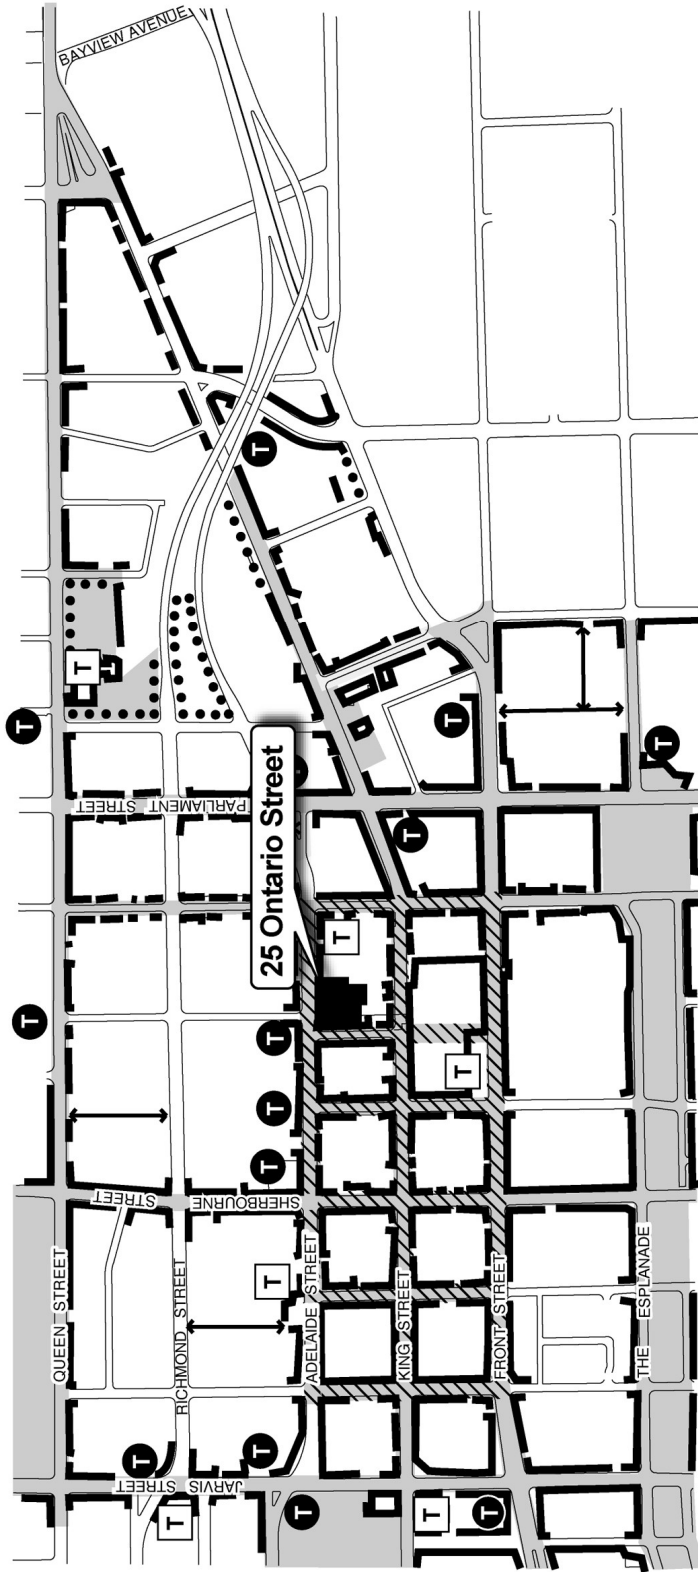 BAYVIEW AVENUE
T
T
T
T
T
PARLIAMENT STREET
25 Ontario Street
T
T
T
T
T
T
T
T
SHERBOURNE STREET
T
QUEEN STREET
RICHMOND STREET
ADELAIDE STREET
KING STREET
FRONT STREET
THE ESPLANADE
T
T
JARVIS STREET
T
T
T
T